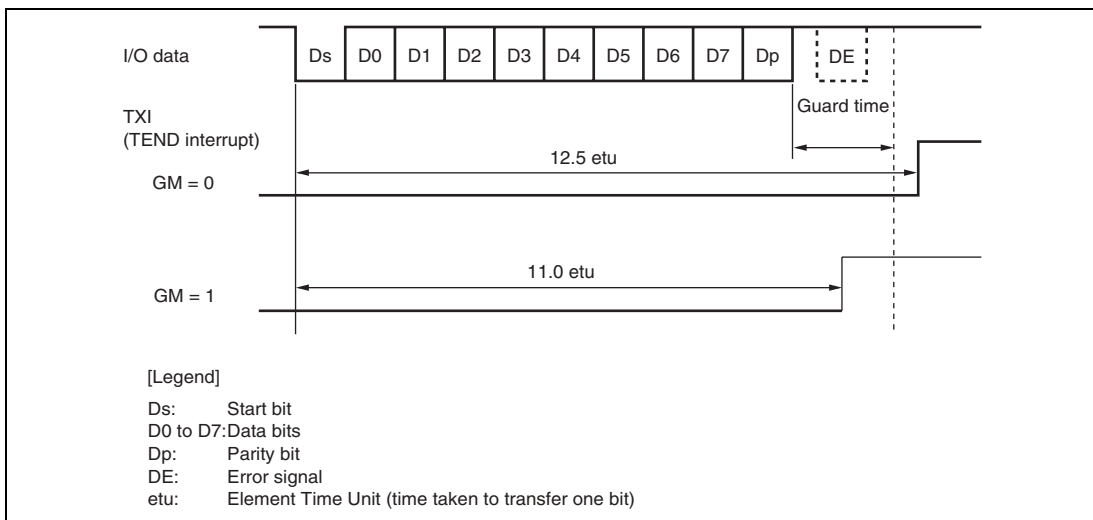 I/O data
Ds D0 D1 D2 D3 D4 D5 D6 D7 Dp DE
Guard time
TXI
(TEND interrupt)
12.5 etu
GM = 0
11.0 etu
GM = 1
[Legend]
Ds: Start bit
D0 to D7: Data bits
Dp: Parity bit
DE: Error signal
etu: Element Time Unit (time taken to transfer one bit)